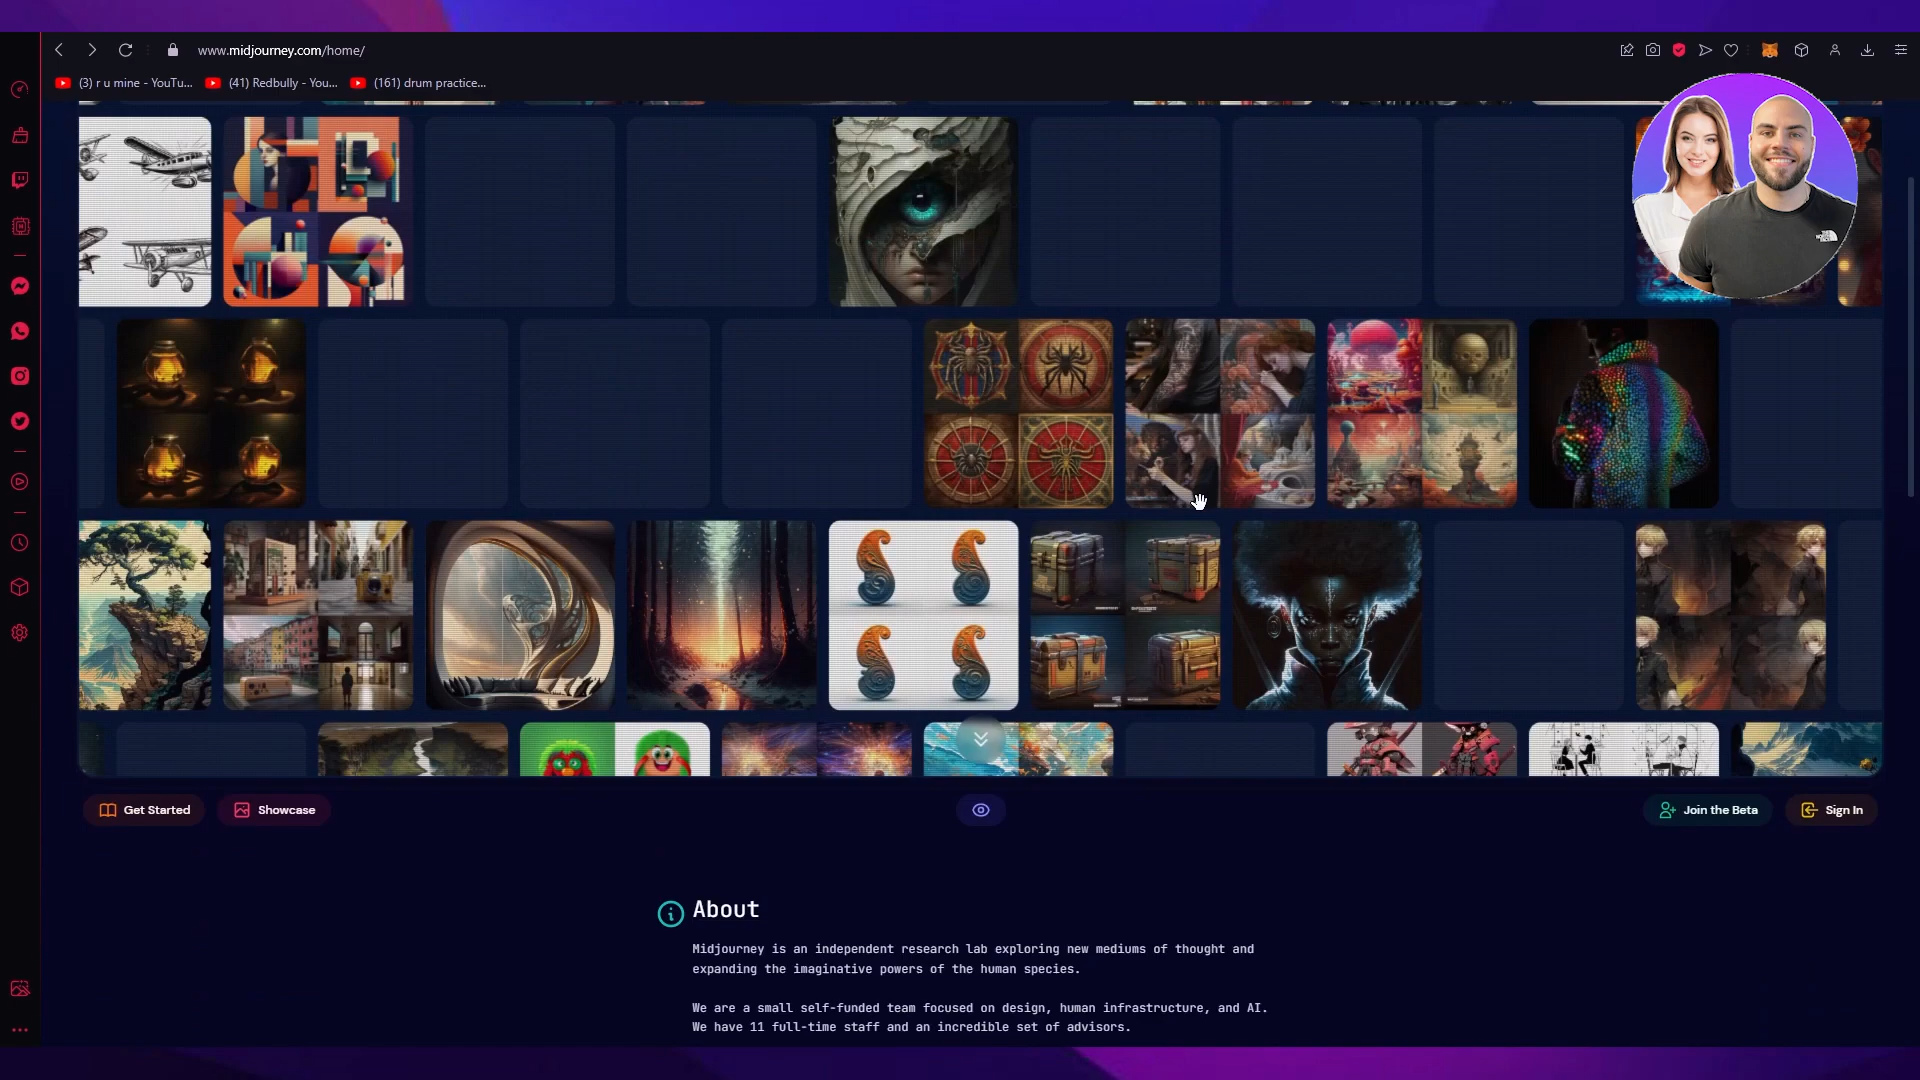 www.midjourney.com/home/
(3) r u mine - YouTu...
(41) Redbully - You...
(161) drum practice...
Get Started
Showcase
Join the Beta
Sign In
About
Midjourney is an independent research lab exploring new mediums of thought and
expanding the imaginative powers of the human species.
We are a small self-funded team focused on design, human infrastructure, and AI.
We have 11 full-time staff and an incredible set of advisors.